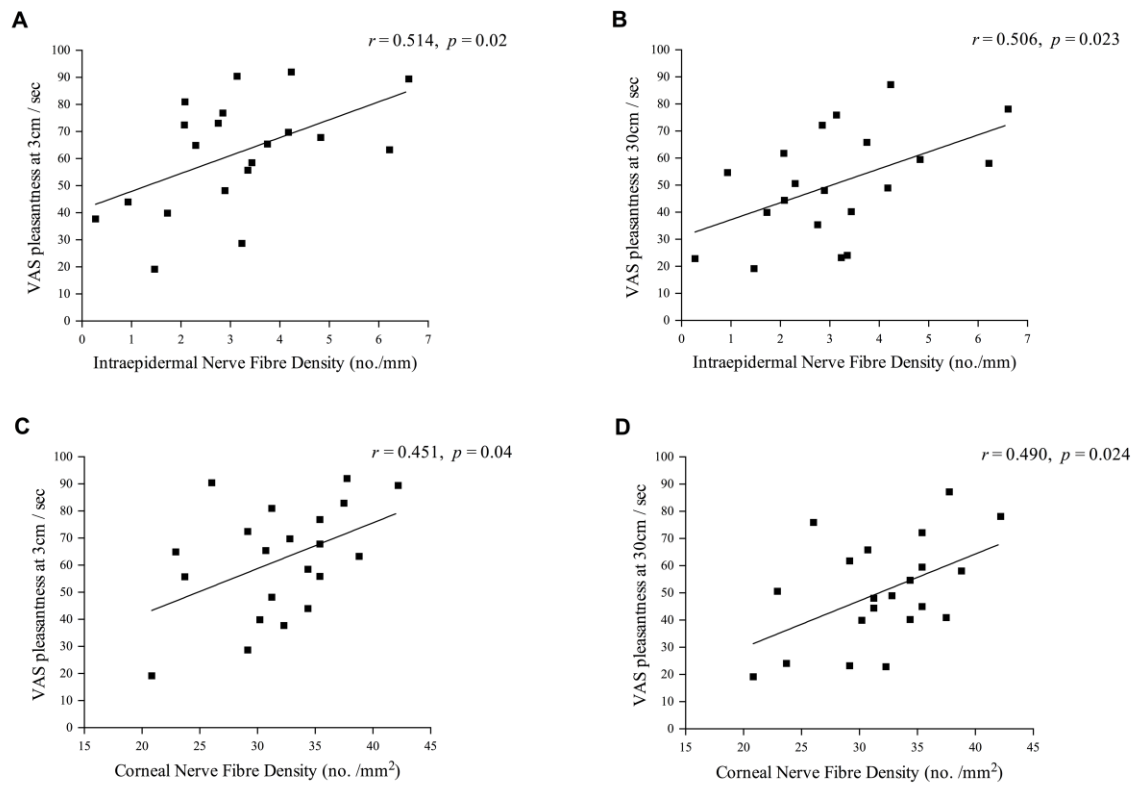 A
r = 0.514, p = 0.02
VAS pleasantness at 3cm / sec
100
90
80
70
60
50
40
30
20
10
0
0 1 2 3 4 5 6 7
Intraepidermal Nerve Fibre Density (no./mm)
B
r = 0.506, p = 0.023
VAS pleasantness at 30cm / sec
100
90
80
70
60
50
40
30
20
10
0
0 1 2 3 4 5 6 7
Intraepidermal Nerve Fibre Density (no./mm)
C
r = 0.451, p = 0.04
VAS pleasantness at 3cm / sec
100
90
80
70
60
50
40
30
20
10
0
15 20 25 30 35 40 45
Corneal Nerve Fibre Density (no. /mm²)
D
r = 0.490, p = 0.024
VAS pleasantness at 30cm / sec
100
90
80
70
60
50
40
30
20
10
0
15 20 25 30 35 40 45
Corneal Nerve Fibre Density (no. /mm²)